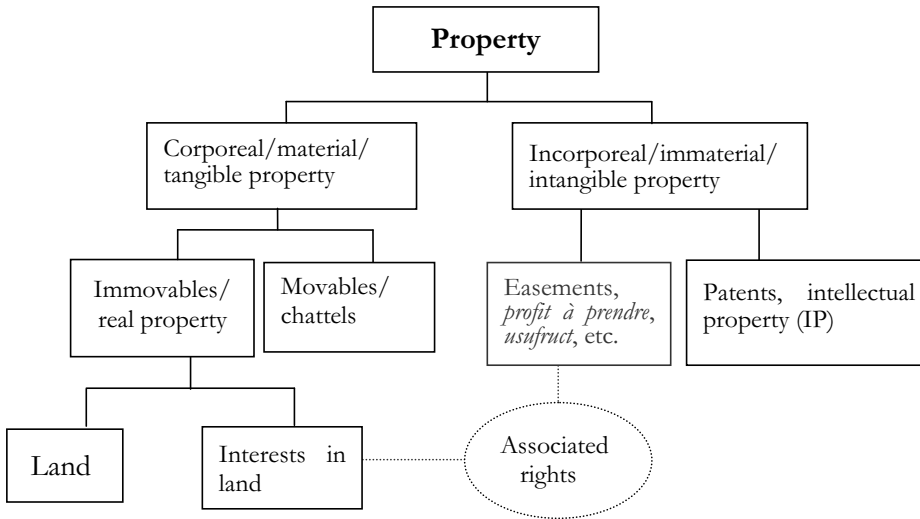 Property
Corporeal/material/
tangible property
Incorporeal/immaterial/
intangible property
Immovables/
real property
Movables/
chattels
Easements,
profit à prendre,
usufruct, etc.
Patents, intellectual
property (IP)
Land
Interests in
land
Associated
rights